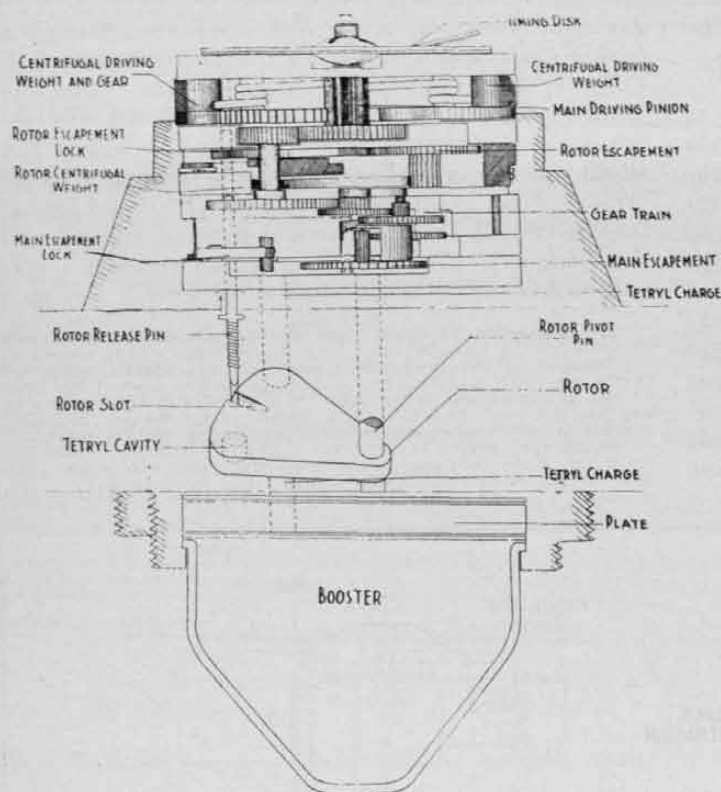 TIMING DISK
CENTRIFUGAL DRIVING
WEIGHT AND GEAR
CENTRIFUGAL DRIVING
WEIGHT
MAIN DRIVING PINION
ROTOR ESCAPEMENT
LOCK
ROTOR ESCAPEMENT
ROTOR CENTRIFUGAL
WEIGHT
GEAR TRAIN
MAIN ESCAPEMENT
LOCK
MAIN ESCAPEMENT
TETRYL CHARGE
ROTOR RELEASE PIN
ROTOR PIVOT
PIN
ROTOR
ROTOR SLOT
TETRYL CAVITY
TETRYL CHARGE
PLATE
BOOSTER